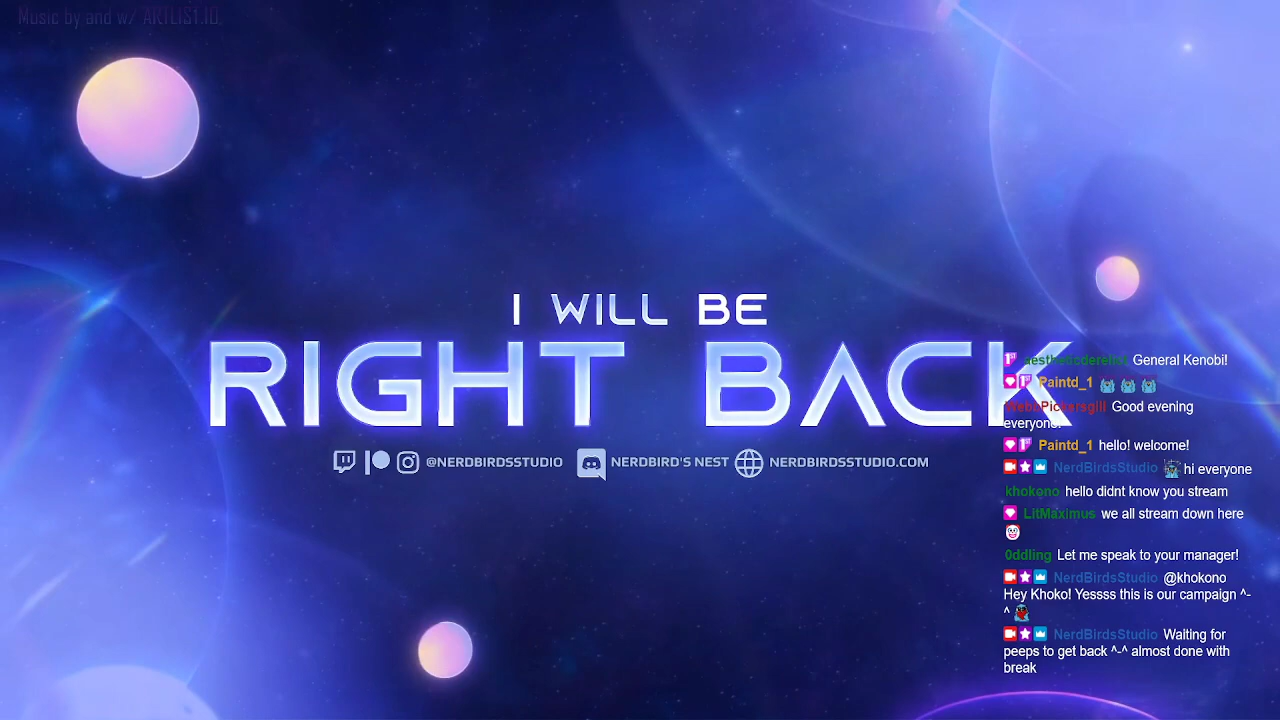 Music by and w/ ARTLIST.IO
I WILL BE
RIGHT BACK
@NERDBIRDSSTUDIO NERDBIRD'S NEST NERDBIRDSSTUDIO.COM
General Kenobi!
Paintd_1
Good evening
everyone!
Paintd_1 hello! welcome!
NerdBirdsStudio hi everyone
khokono hello didnt know you stream
LitMaximus we all stream down here
0ddling Let me speak to your manager!
NerdBirdsStudio @khokono
Hey Khoko! Yessss this is our campaign ^-
^
NerdBirdsStudio Waiting for
peeps to get back ^-^ almost done with
break